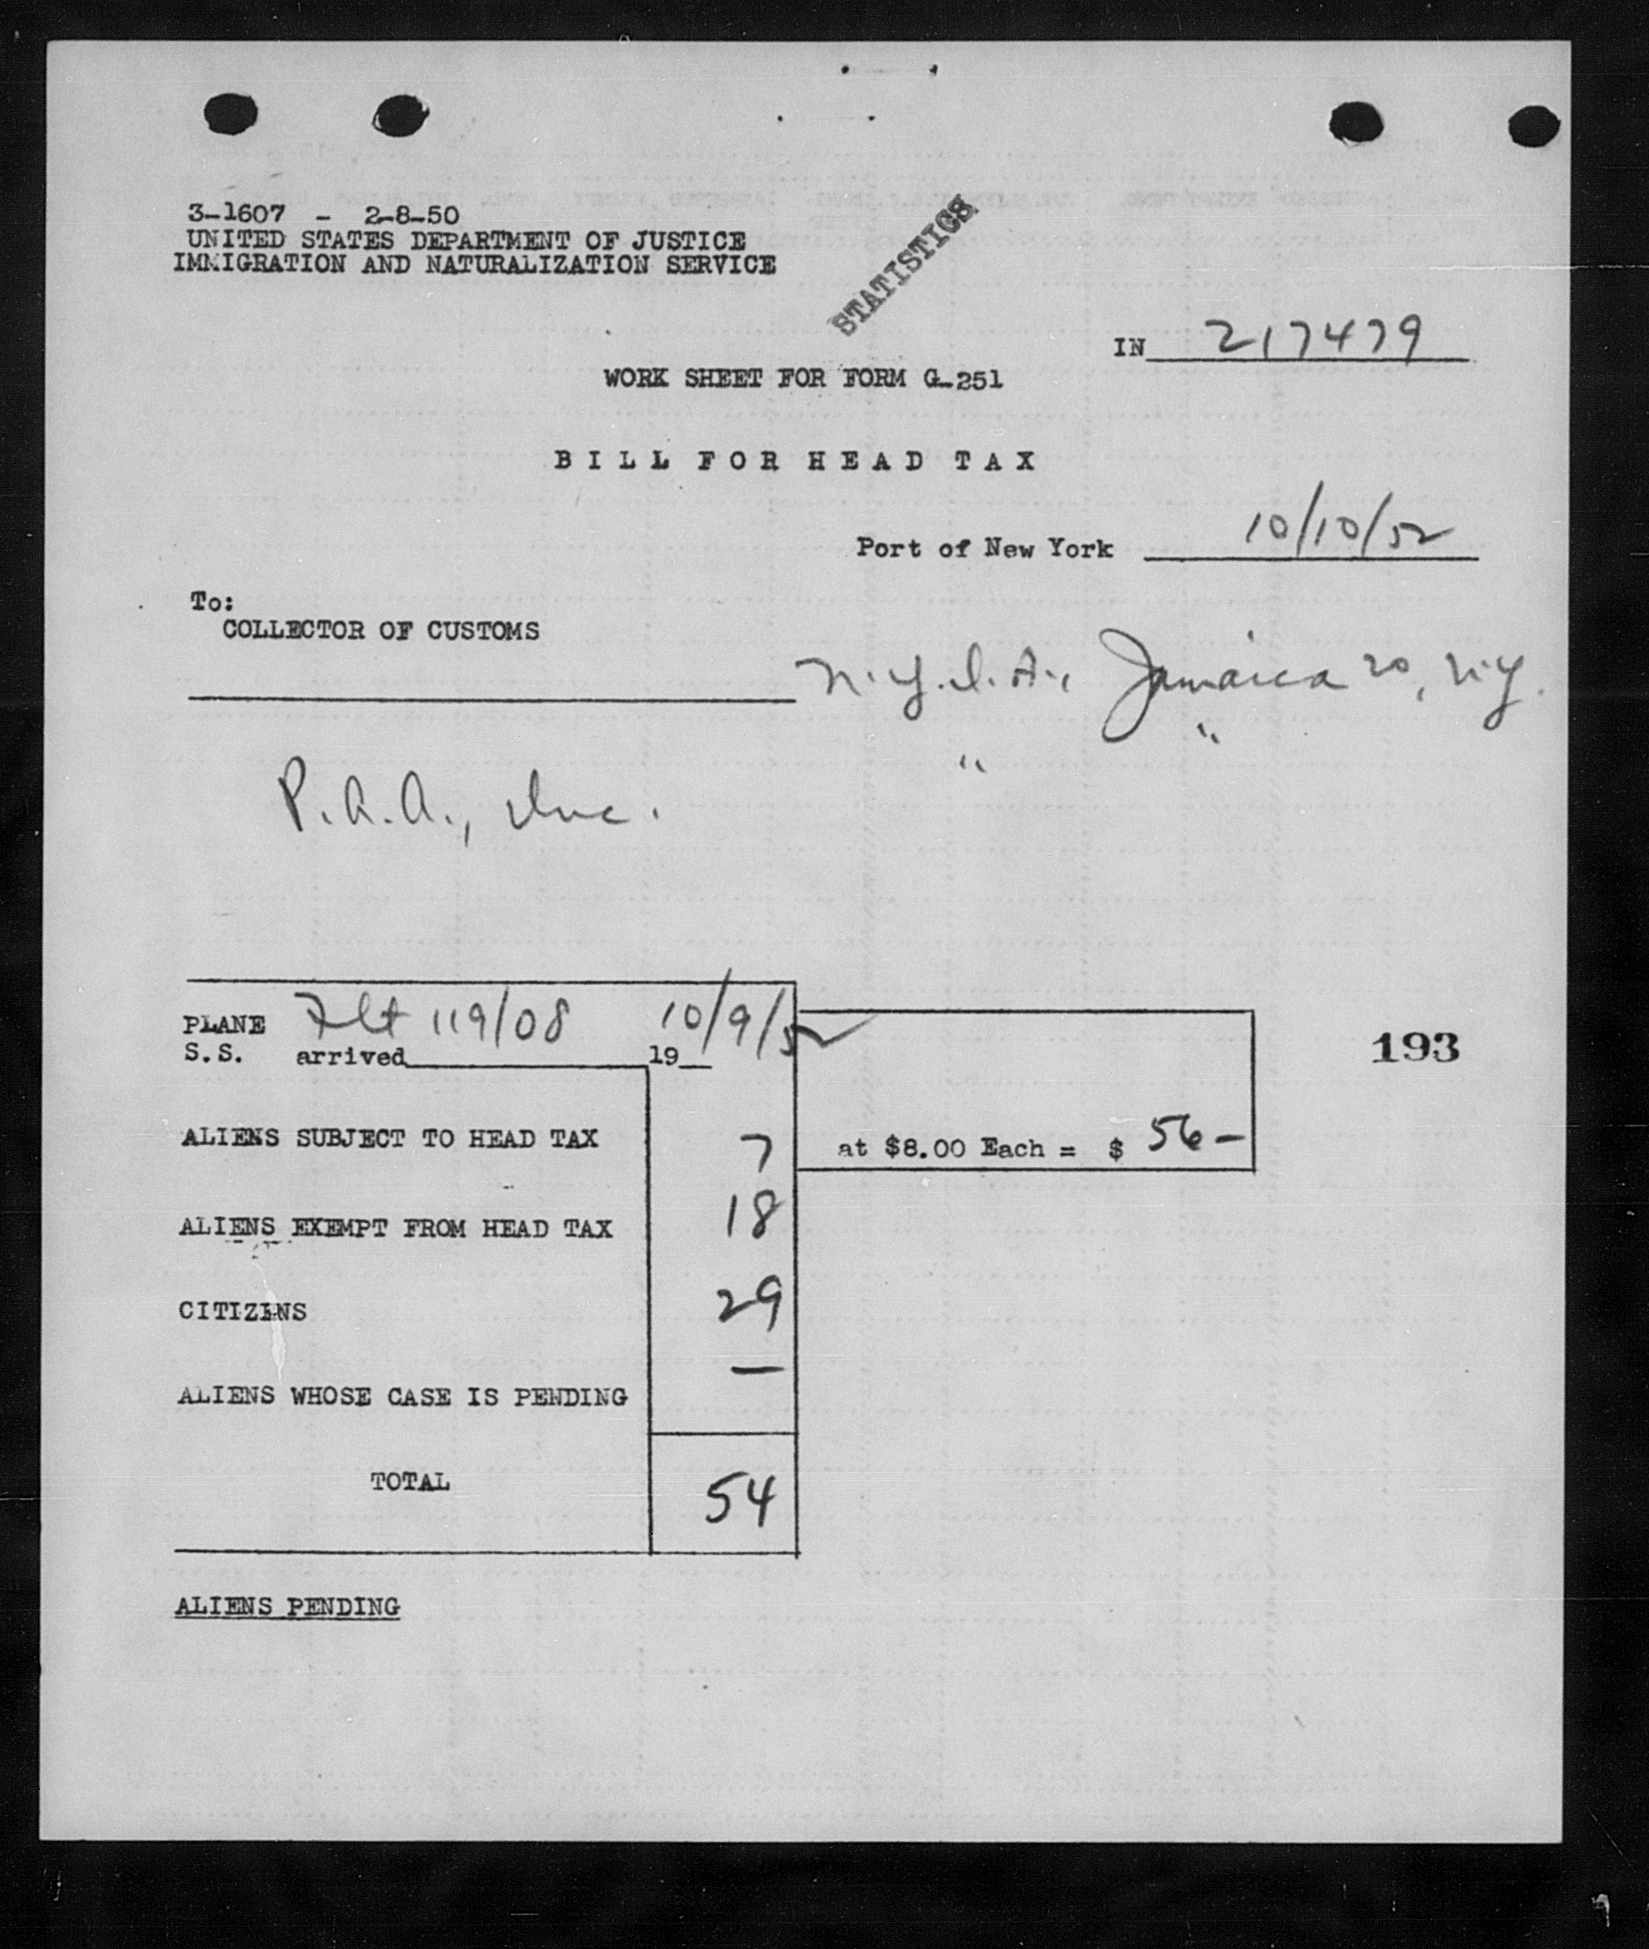 3-1607 - 2-8-50
UNITED STATES DEPARTMENT OF JUSTICE
IMMIGRATION AND NATURALIZATION SERVICE
STATISTICS
IN 217479
WORK SHEET FOR FORM G-251
BILL FOR HEAD TAX
Port of New York 10/10/52
To:
COLLECTOR OF CUSTOMS
N.Y.I.A., Jamaica 20, N.Y.
" "
P.A.A., Inc.
PLANE Flt 119/08 10/9/52
S.S. arrived 19
193
ALIENS SUBJECT TO HEAD TAX 7 at $8.00 Each = $ 56-
ALIENS EXEMPT FROM HEAD TAX 18
CITIZENS 29
ALIENS WHOSE CASE IS PENDING —
TOTAL 54
ALIENS PENDING